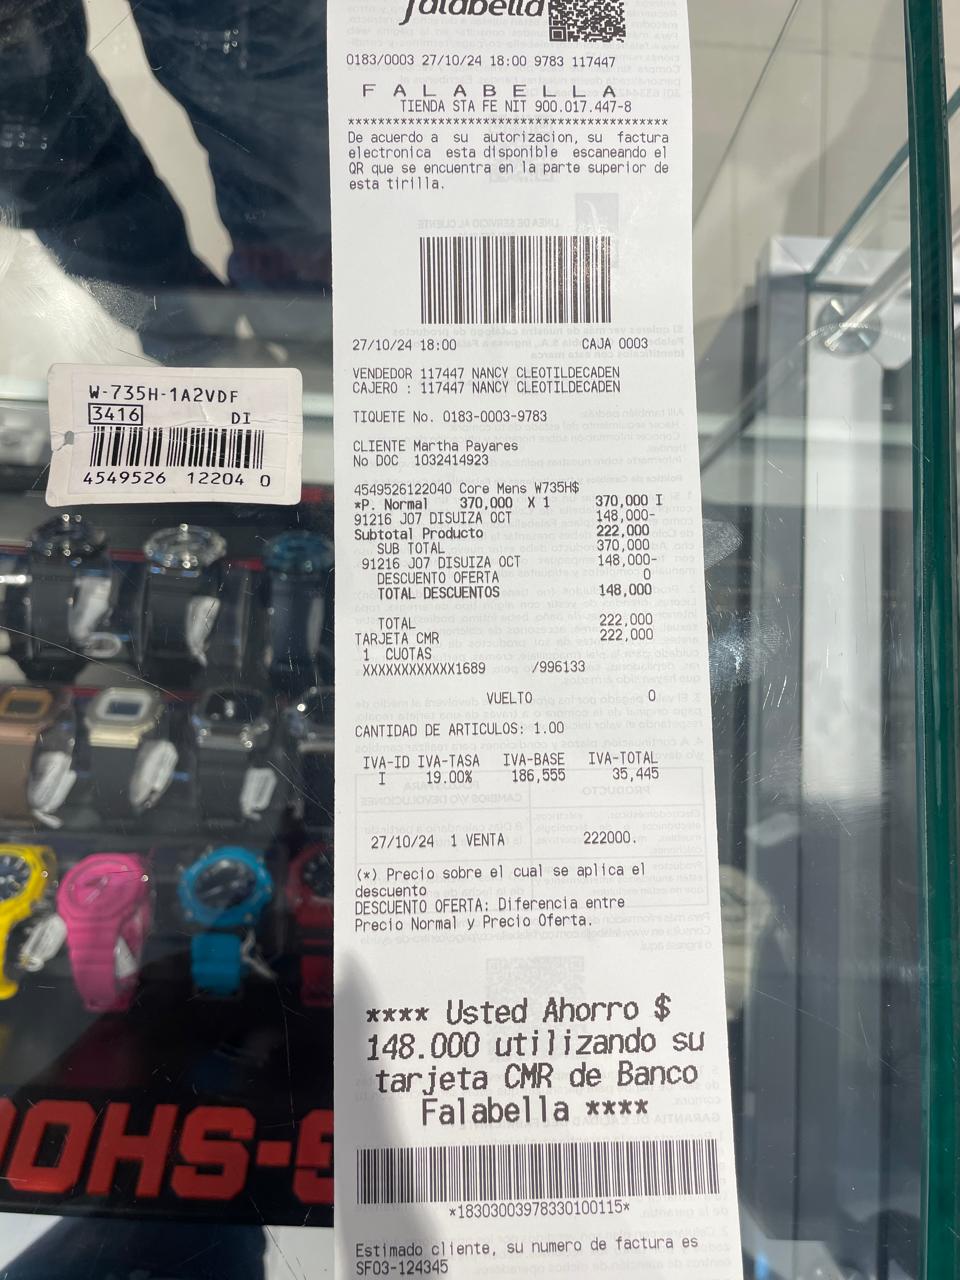 falabella
0183/0003 27/10/24 18:00 9783 117447
F A L A B E L L A
TIENDA STA FE NIT 900.017.447-8
******************************************
De acuerdo a su autorizacion, su factura
electronica esta disponible escaneando el
QR que se encuentra en la parte superior de
esta tirilla.
27/10/24 18:00 CAJA 0003
VENDEDOR 117447 NANCY CLEOTILDECADEN
CAJERO : 117447 NANCY CLEOTILDECADEN
TIQUETE No. 0183-0003-9783
CLIENTE Martha Payares
No DOC 1032414923
4549526122040 Core Mens W735H$
*P. Normal 370,000 X 1 370,000 I
91216 J07 DISUIZA OCT 148,000-
Subtotal Producto 222,000
SUB TOTAL 370,000
91216 J07 DISUIZA OCT 148,000-
DESCUENTO OFERTA 0
TOTAL DESCUENTOS 148,000
TOTAL 222,000
TARJETA CMR 222,000
1 CUOTAS
XXXXXXXXXXXX1689 /996133
VUELTO 0
CANTIDAD DE ARTICULOS: 1.00
IVA-ID IVA-TASA IVA-BASE IVA-TOTAL
I 19.00% 186,555 35,445
27/10/24 1 VENTA 222000.
(*) Precio sobre el cual se aplica el
descuento
DESCUENTO OFERTA: Diferencia entre
Precio Normal y Precio Oferta.
**** Usted Ahorro $
148.000 utilizando su
tarjeta CMR de Banco
Falabella ****
*18303003978330100115*
Estimado cliente, su numero de factura es
SF03-124345
W-735H-1A2VDF
3416 DI
4549526 12204 0